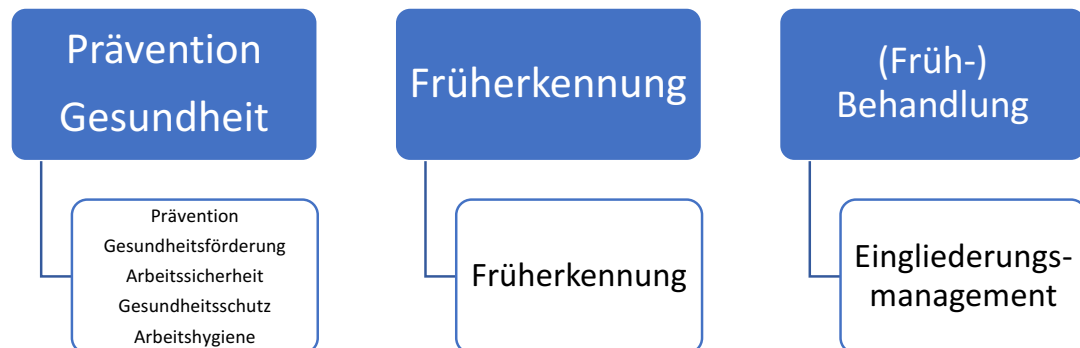 Prävention
Gesundheit
Früherkennung
(Früh-)
Behandlung
Prävention
Gesundheitsförderung
Arbeitssicherheit
Gesundheitsschutz
Arbeitshygiene
Früherkennung
Eingliederungs-
management